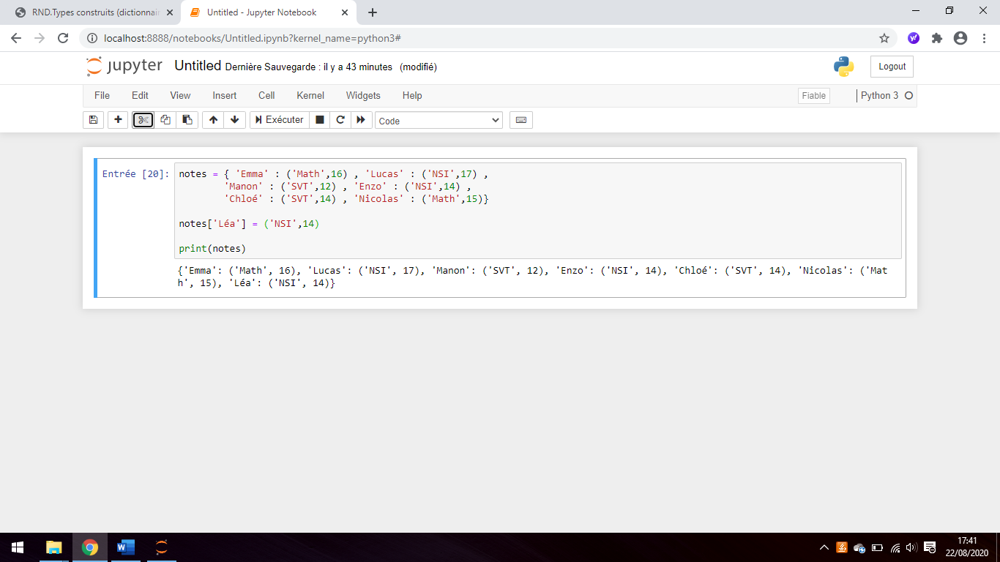 RND.Types construits (dictionnai
Untitled - Jupyter Notebook
localhost:8888/notebooks/Untitled.ipynb?kernel_name=python3#
jupyter Untitled Dernière Sauvegarde : il y a 43 minutes (modifié)
Logout
File Edit View Insert Cell Kernel Widgets Help
Fiable
Python 3
Exécuter
Code
Entrée [20]:
notes = { 'Emma' : ('Math',16) , 'Lucas' : ('NSI',17) ,
'Manon' : ('SVT',12) , 'Enzo' : ('NSI',14) ,
'Chloé' : ('SVT',14) , 'Nicolas' : ('Math',15)}
notes['Léa'] = ('NSI',14)
print(notes)
{'Emma': ('Math', 16), 'Lucas': ('NSI', 17), 'Manon': ('SVT', 12), 'Enzo': ('NSI', 14), 'Chloé': ('SVT', 14), 'Nicolas': ('Mat
h', 15), 'Léa': ('NSI', 14)}
17:41
22/08/2020